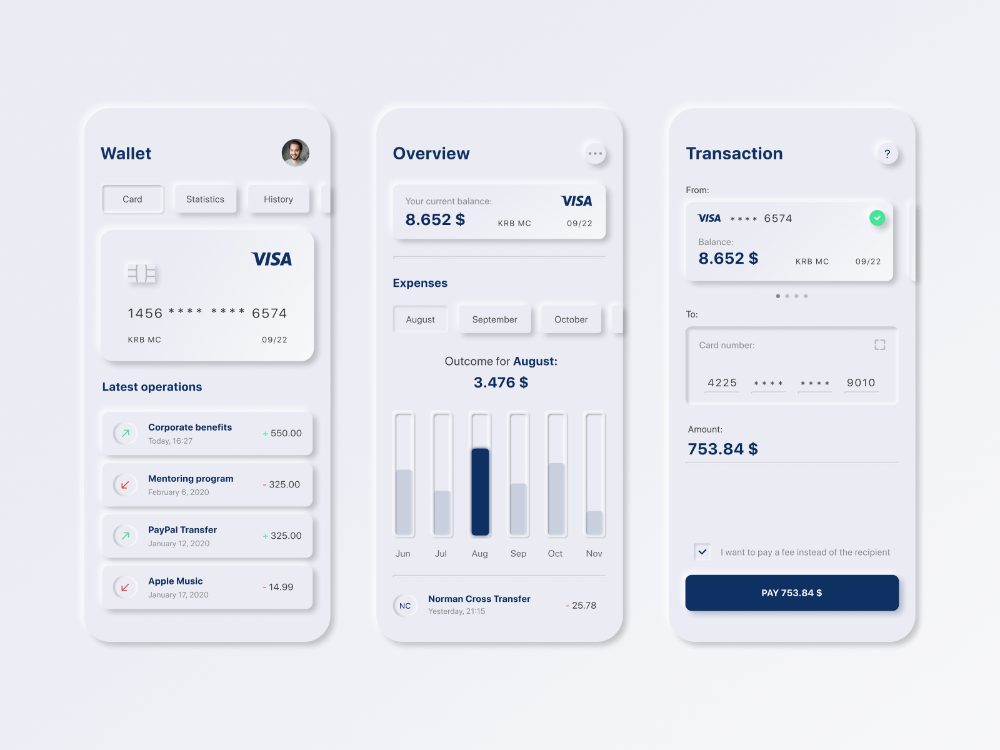 Wallet
Card Statistics History
VISA
1456 **** **** 6574
KRB MC 09/22
Latest operations
Corporate benefits
+ 550.00
Today, 16:27
Mentoring program
- 325.00
February 6, 2020
PayPal Transfer
+ 325.00
January 12, 2020
Apple Music
- 14.99
January 17, 2020
Overview
Your current balance:
VISA
8.652 $ KRB MC 09/22
Expenses
August September October
Outcome for August:
3.476 $
Jun Jul Aug Sep Oct Nov
NC
Norman Cross Transfer
- 25.78
Yesterday, 21:15
Transaction
?
From:
VISA **** 6574
Balance:
8.652 $ KRB MC 09/22
To:
Card number:
4225 **** **** 9010
Amount:
753.84 $
I want to pay a fee instead of the recipient
PAY 753.84 $